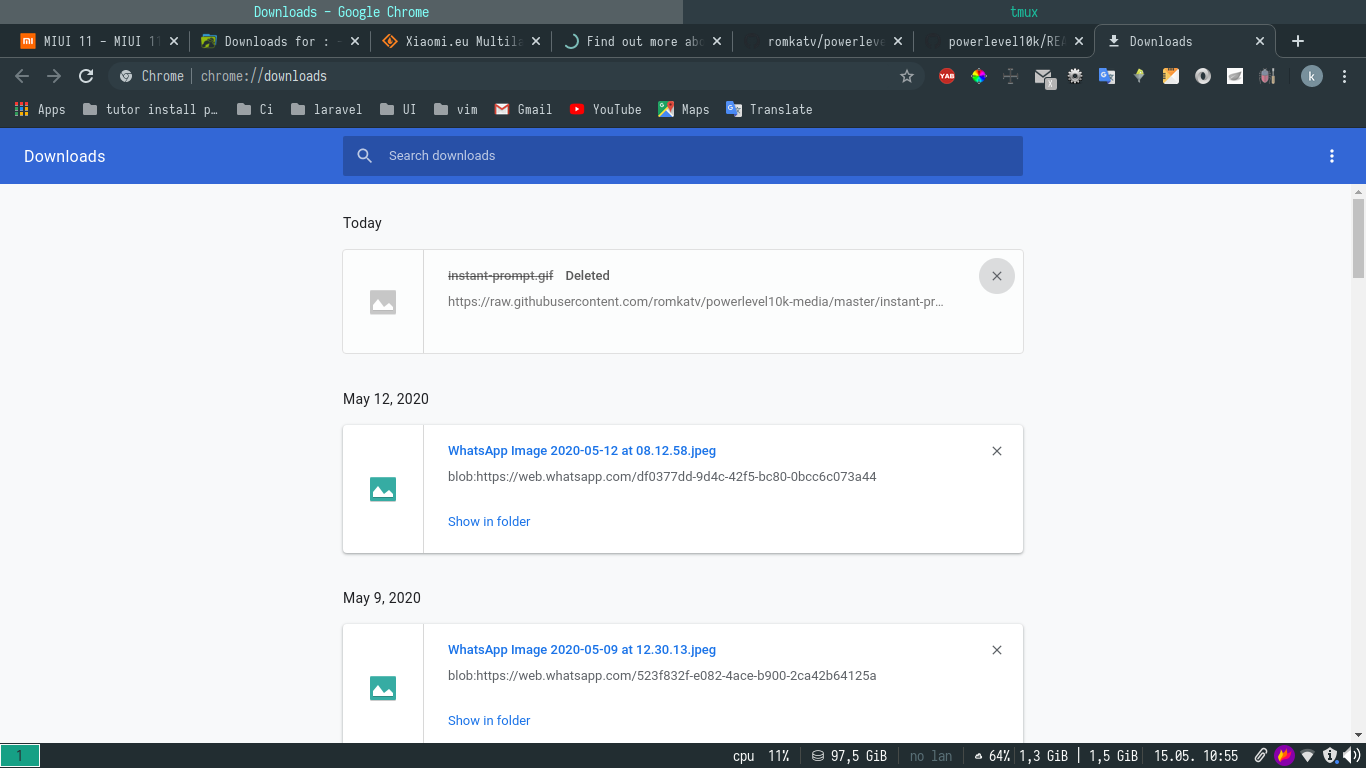 Downloads - Google Chrome
tmux
MIUI 11 - MIUI 11
Downloads for : -
Xiaomi.eu Multila
Find out more abo
romkatv/powerleve
powerlevel10k/REA
Downloads
Chrome
chrome://downloads
YAB
X
k
Apps
tutor install p…
Ci
laravel
UI
vim
Gmail
YouTube
Maps
Translate
Downloads
Search downloads
Today
instant-prompt.gif Deleted
https://raw.githubusercontent.com/romkatv/powerlevel10k-media/master/instant-pr…
May 12, 2020
WhatsApp Image 2020-05-12 at 08.12.58.jpeg
blob:https://web.whatsapp.com/df0377dd-9d4c-42f5-bc80-0bcc6c073a44
Show in folder
May 9, 2020
WhatsApp Image 2020-05-09 at 12.30.13.jpeg
blob:https://web.whatsapp.com/523f832f-e082-4ace-b900-2ca42b64125a
Show in folder
1
cpu 11% 97,5 GiB no lan 64% 1,3 GiB | 1,5 GiB 15.05. 10:55